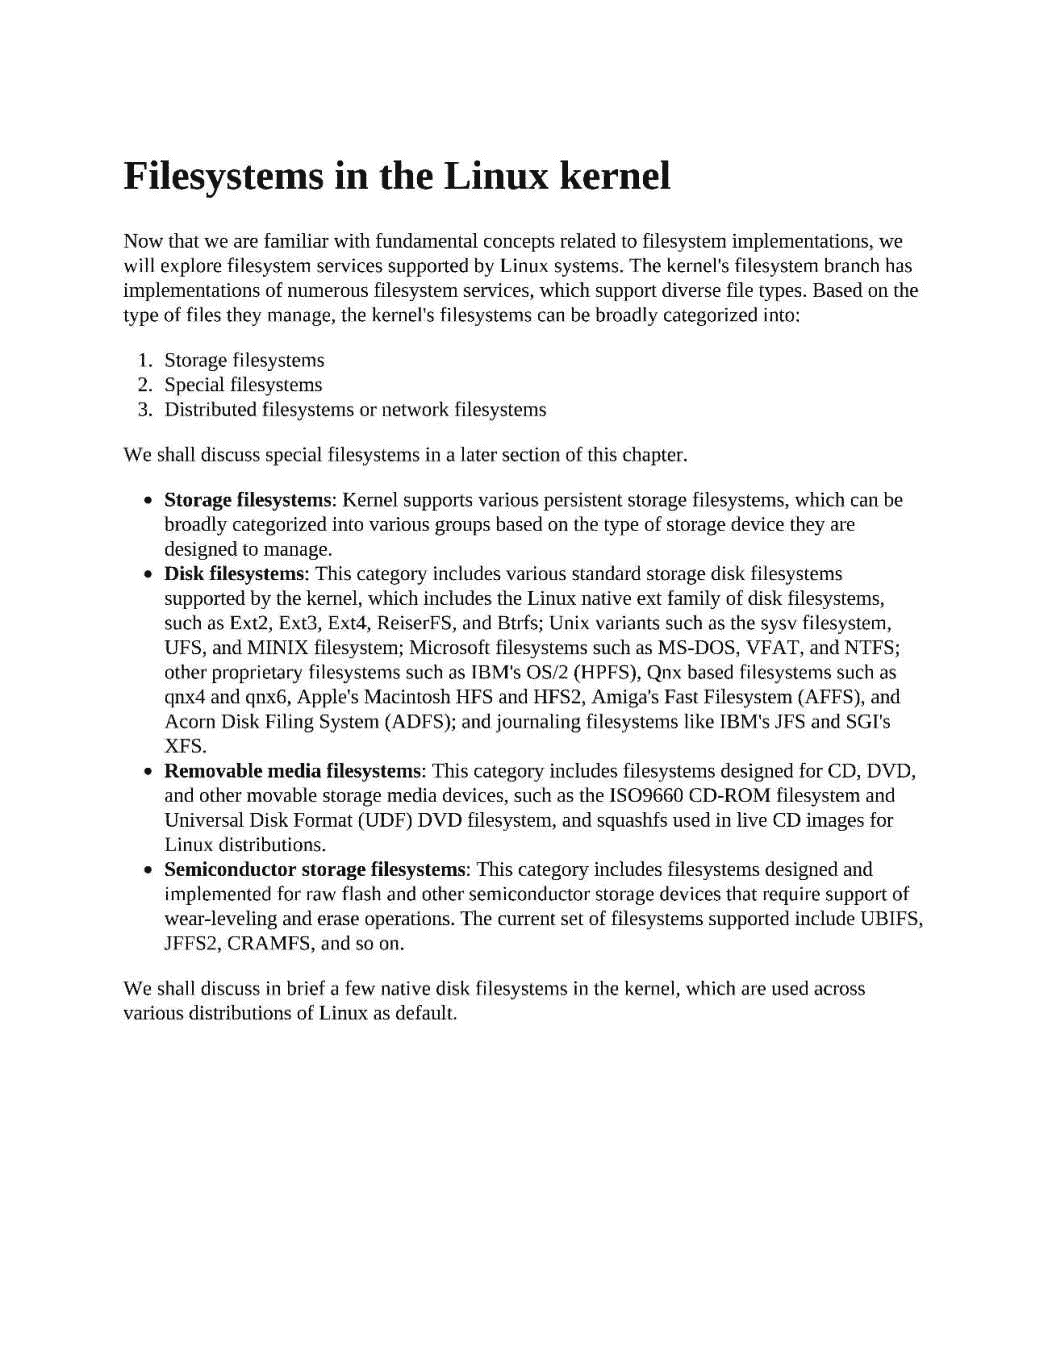 Filesystems in the Linux kernel
Now that we are familiar with fundamental concepts related to filesystem implementations, we
will explore filesystem services supported by Linux systems. The kernel's filesystem branch has
implementations of numerous filesystem services, which support diverse file types. Based on the
type of files they manage, the kernel's filesystems can be broadly categorized into:
1. Storage filesystems
2. Special filesystems
3. Distributed filesystems or network filesystems
We shall discuss special filesystems in a later section of this chapter.
• Storage filesystems: Kernel supports various persistent storage filesystems, which can be
broadly categorized into various groups based on the type of storage device they are
designed to manage.
• Disk filesystems: This category includes various standard storage disk filesystems
supported by the kernel, which includes the Linux native ext family of disk filesystems,
such as Ext2, Ext3, Ext4, ReiserFS, and Btrfs; Unix variants such as the sysv filesystem,
UFS, and MINIX filesystem; Microsoft filesystems such as MS-DOS, VFAT, and NTFS;
other proprietary filesystems such as IBM's OS/2 (HPFS), Qnx based filesystems such as
qnx4 and qnx6, Apple's Macintosh HFS and HFS2, Amiga's Fast Filesystem (AFFS), and
Acorn Disk Filing System (ADFS); and journaling filesystems like IBM's JFS and SGI's
XFS.
• Removable media filesystems: This category includes filesystems designed for CD, DVD,
and other movable storage media devices, such as the ISO9660 CD-ROM filesystem and
Universal Disk Format (UDF) DVD filesystem, and squashfs used in live CD images for
Linux distributions.
• Semiconductor storage filesystems: This category includes filesystems designed and
implemented for raw flash and other semiconductor storage devices that require support of
wear-leveling and erase operations. The current set of filesystems supported include UBIFS,
JFFS2, CRAMFS, and so on.
We shall discuss in brief a few native disk filesystems in the kernel, which are used across
various distributions of Linux as default.